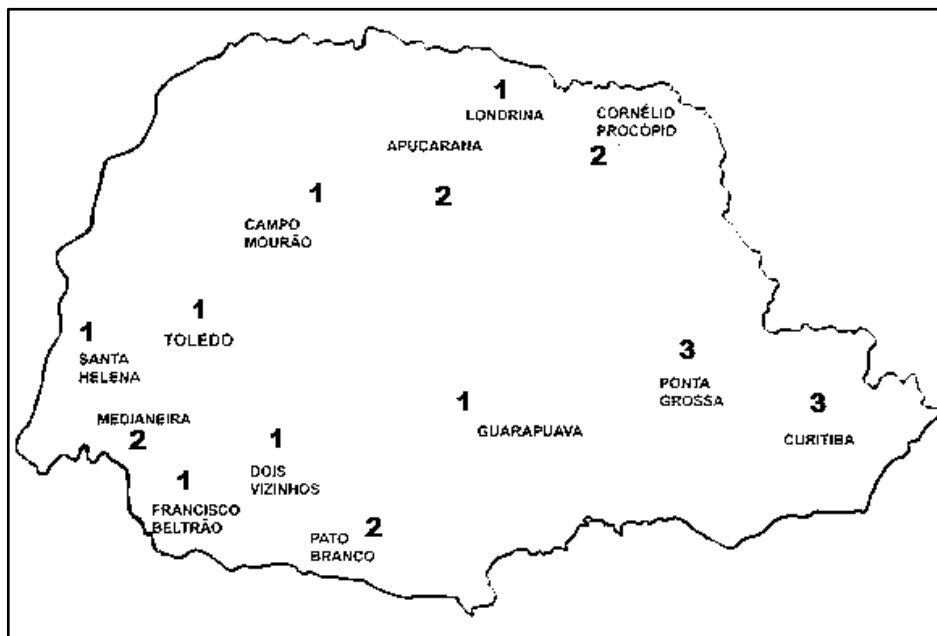 1
LONDRINA
CORNÉLIO
PROCÓPIO
2
APUÇARANA
2
1
CAMPO
MOURÃO
1
TOLEDO
1
SANTA
HELENA
3
PONTA
GROSSA
3
CURITIBA
1
GUARAPUAVA
MEDIANEIRA
2
1
DOIS
VIZINHOS
1
FRANCISCO
BELTRÃO
2
PATO
BRANCO